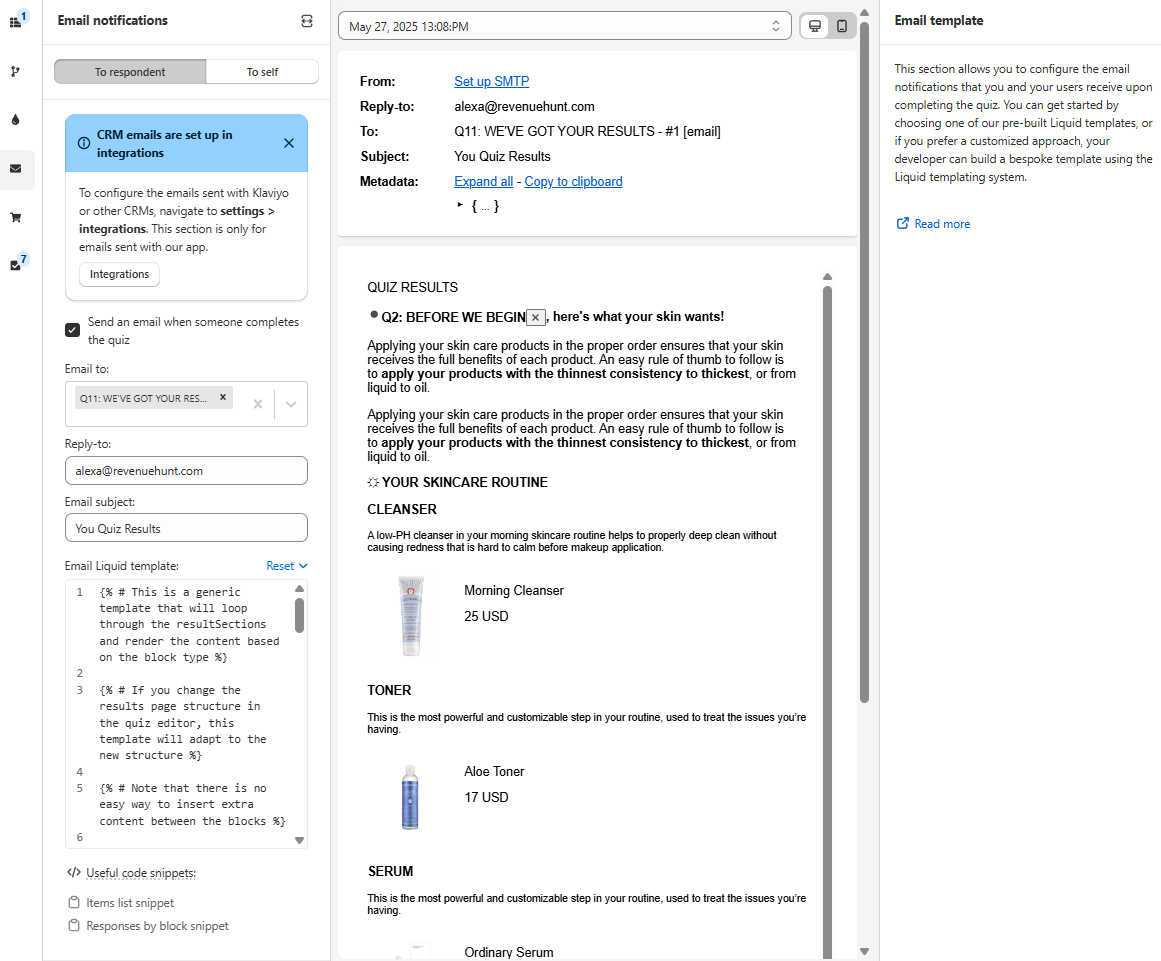 1
7
Email notifications
To respondent
To self
CRM emails are set up in
integrations
To configure the emails sent with Klaviyo
or other CRMs, navigate to settings >
integrations. This section is only for
emails sent with our app.
Integrations
Send an email when someone completes
the quiz
Email to:
Q11: WE'VE GOT YOUR RES...
Reply-to:
alexa@revenuehunt.com
Email subject:
You Quiz Results
Email Liquid template:
Reset
1 {% # This is a generic
template that will loop
through the resultSections
and render the content based
on the block type %}
2
3 {% # If you change the
results page structure in
the quiz editor, this
template will adapt to the
new structure %}
4
5 {% # Note that there is no
easy way to insert extra
content between the blocks %}
6
</> Useful code snippets:
Items list snippet
Responses by block snippet
May 27, 2025 13:08:PM
From: Set up SMTP
Reply-to: alexa@revenuehunt.com
To: Q11: WE'VE GOT YOUR RESULTS - #1 [email]
Subject: You Quiz Results
Metadata: Expand all - Copy to clipboard
{ ... }
QUIZ RESULTS
Q2: BEFORE WE BEGIN, here's what your skin wants!
Applying your skin care products in the proper order ensures that your skin
receives the full benefits of each product. An easy rule of thumb to follow is
to apply your products with the thinnest consistency to thickest, or from
liquid to oil.
Applying your skin care products in the proper order ensures that your skin
receives the full benefits of each product. An easy rule of thumb to follow is
to apply your products with the thinnest consistency to thickest, or from
liquid to oil.
YOUR SKINCARE ROUTINE
CLEANSER
A low-PH cleanser in your morning skincare routine helps to properly deep clean without
causing redness that is hard to calm before makeup application.
Morning Cleanser
25 USD
TONER
This is the most powerful and customizable step in your routine, used to treat the issues you're
having.
Aloe Toner
17 USD
SERUM
This is the most powerful and customizable step in your routine, used to treat the issues you're
having.
Ordinary Serum
Email template
This section allows you to configure the email
notifications that you and your users receive upon
completing the quiz. You can get started by
choosing one of our pre-built Liquid templates, or
if you prefer a customized approach, your
developer can build a bespoke template using the
Liquid templating system.
Read more